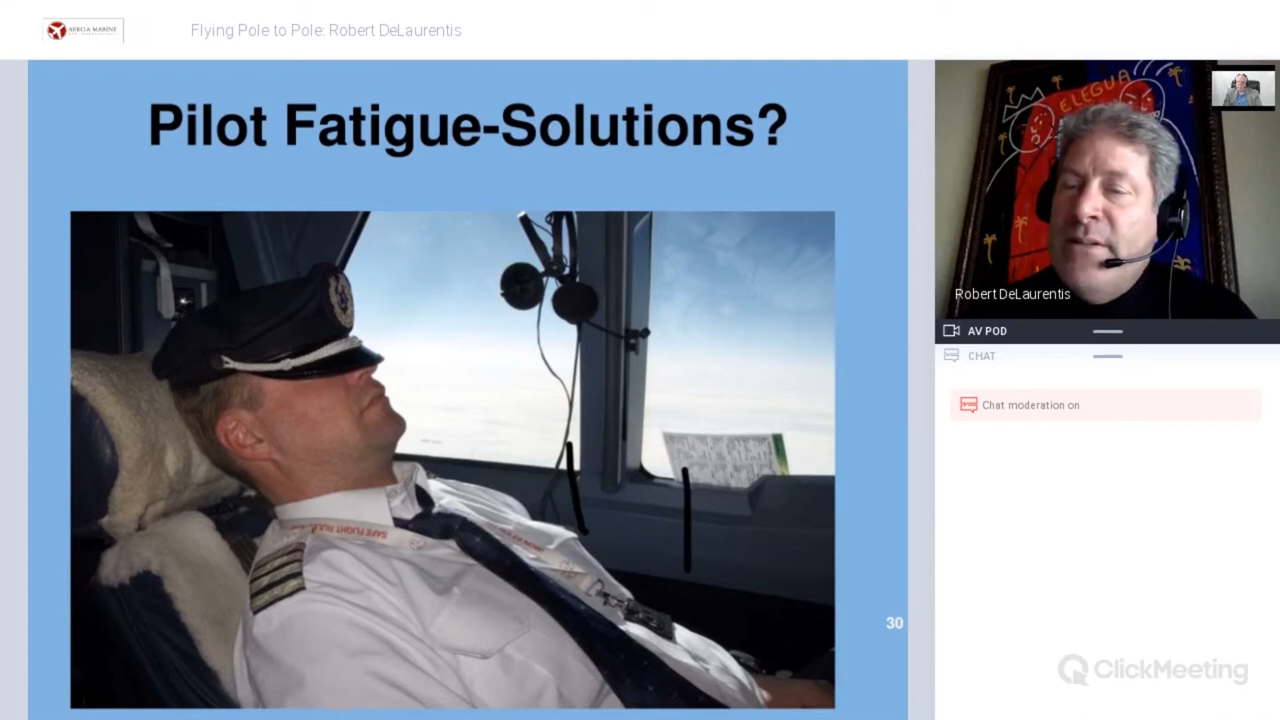 AERO & MARINE
Flying Pole to Pole: Robert DeLaurentis
Pilot Fatigue-Solutions?
SAFE FLIGHT RULES
30
ELEGUA
Robert DeLaurentis
AV POD
CHAT
Chat moderation on
ClickMeeting